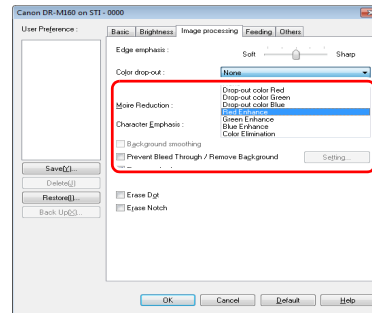 Canon DR-M160 on STI - 0000
User Preference :
Basic Brightness Image processing Feeding Others
Edge emphasis :
Soft Sharp
Color drop-out :
None
Drop-out color Red
Drop-out color Green
Drop-out color Blue
Moire Reduction :
Red Enhance
Green Enhance
Character Emphasis :
Blue Enhance
Color Elimination
Background smoothing
Prevent Bleed Through / Remove Background
Setting...
Save(Y)...
Delete(J)
Restore(I)...
Back Up(X)...
Erase Dot
Erase Notch
OK Cancel Default Help